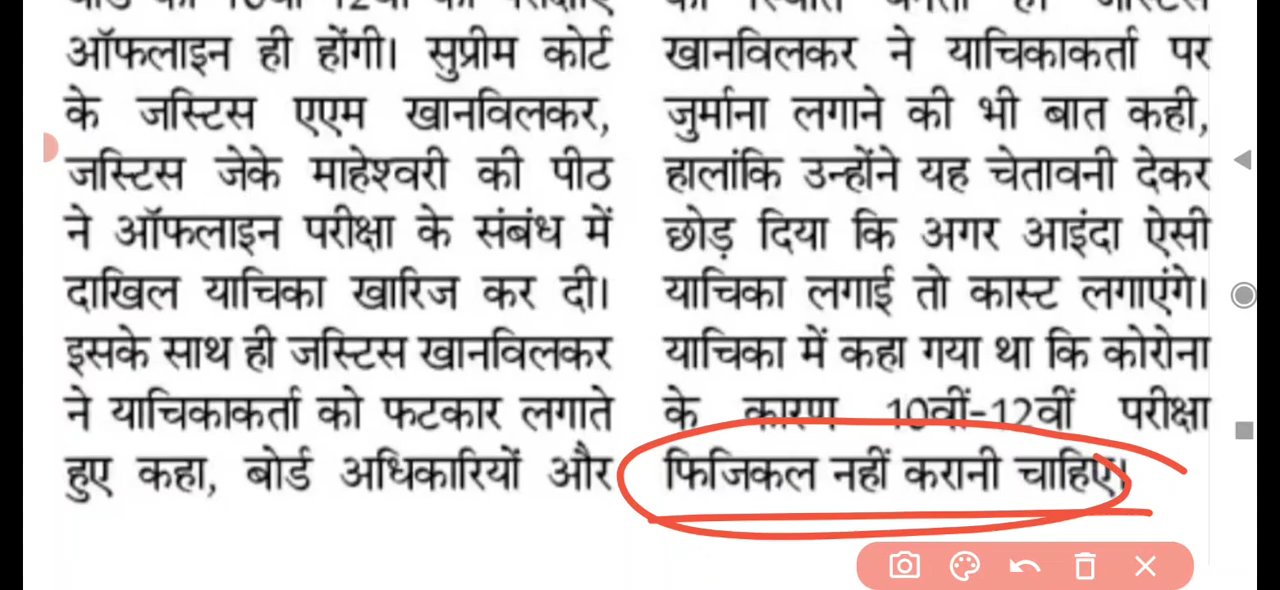 ऑफलाइन ही होंगी। सुप्रीम कोर्ट
के जस्टिस एएम खानविलकर,
जस्टिस जेके माहेश्वरी की पीठ
ने ऑफलाइन परीक्षा के संबंध में
दाखिल याचिका खारिज कर दी।
इसके साथ ही जस्टिस खानविलकर
ने याचिकाकर्ता को फटकार लगाते
हुए कहा, बोर्ड अधिकारियों और
खानविलकर ने याचिकाकर्ता पर
जुर्माना लगाने की भी बात कही,
हालांकि उन्होंने यह चेतावनी देकर
छोड़ दिया कि अगर आइंदा ऐसी
याचिका लगाई तो कास्ट लगाएंगे।
याचिका में कहा गया था कि कोरोना
के कारण 10वीं-12वीं परीक्षा
फिजिकल नहीं करानी चाहिए।